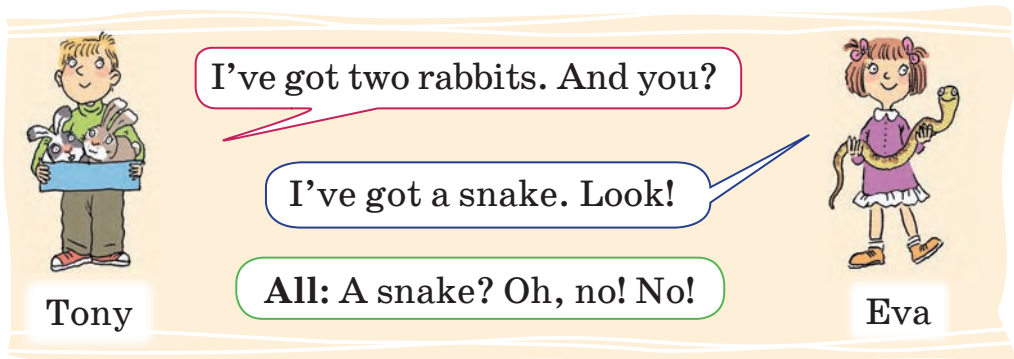 I've got two rabbits. And you?
I've got a snake. Look!
All: A snake? Oh, no! No!
Tony
Eva